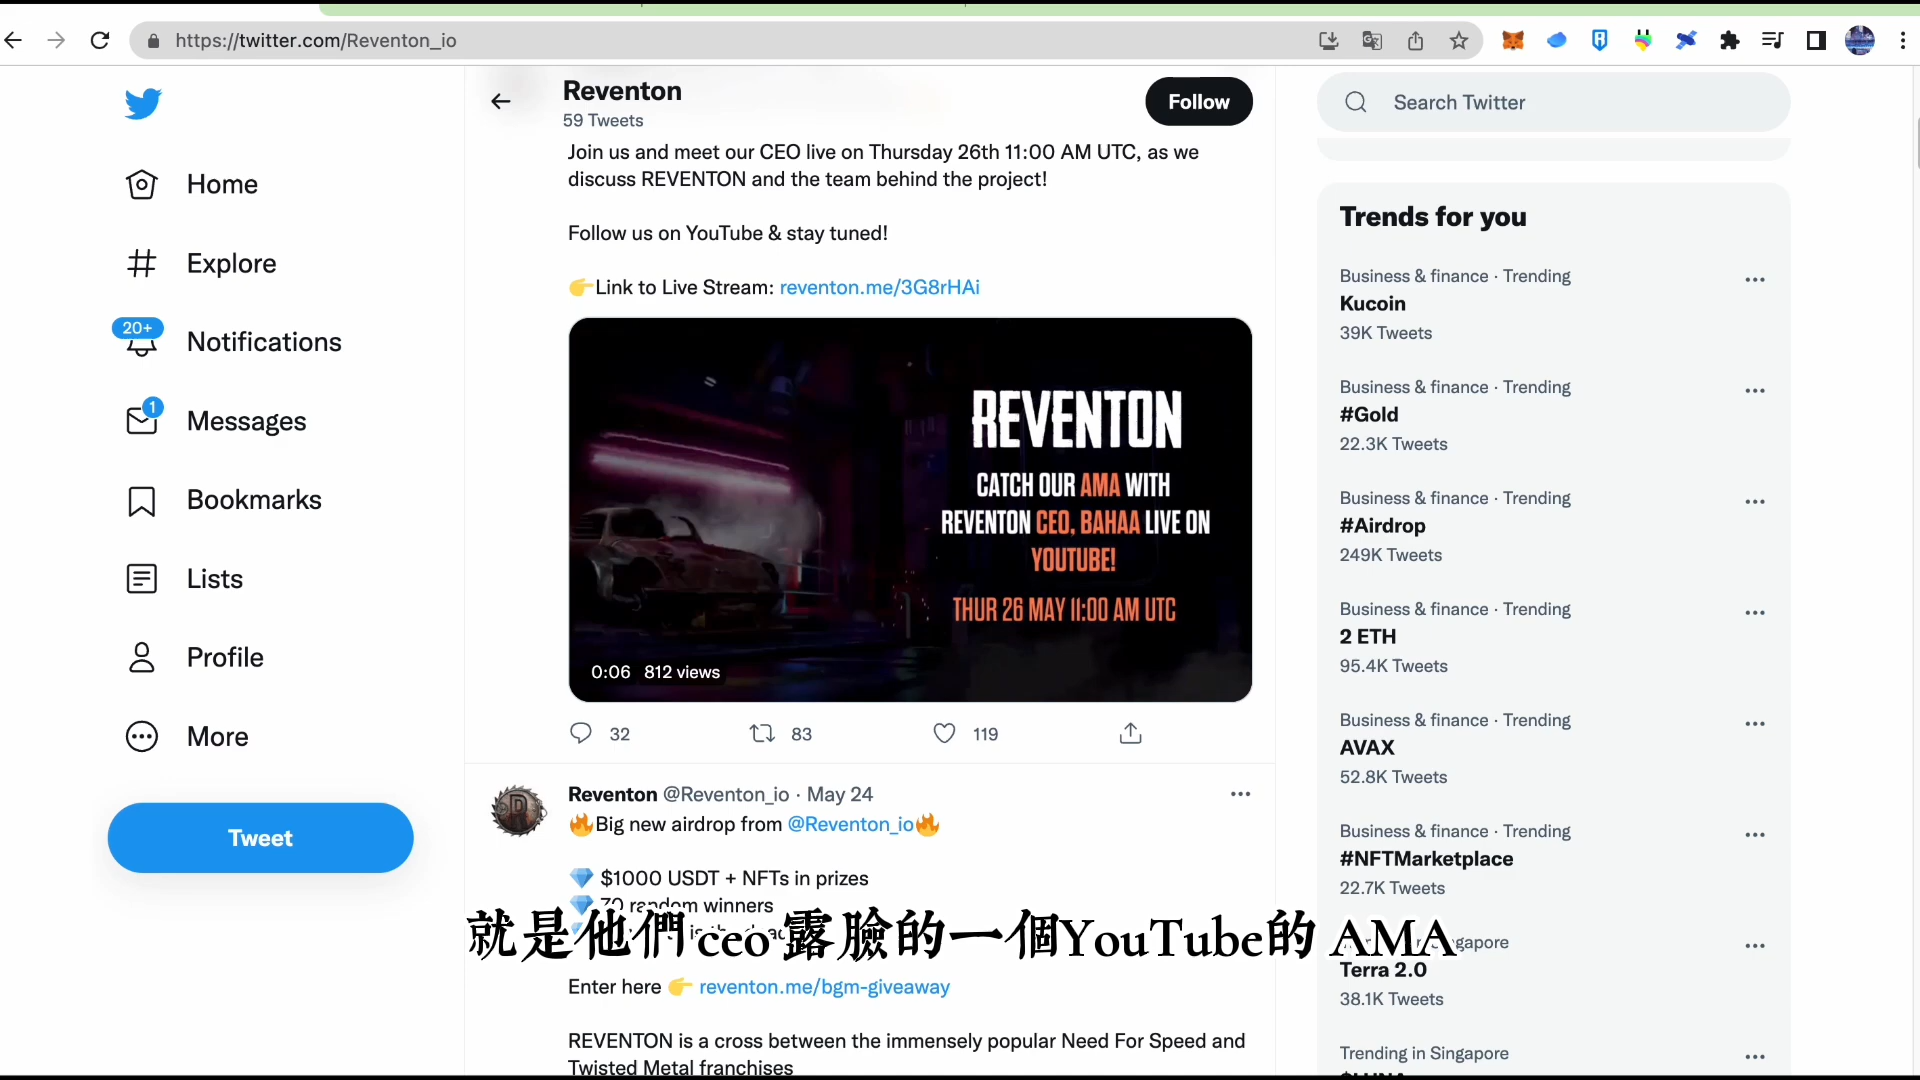 https://twitter.com/Reventon_io
Reventon
59 Tweets
Follow
Search Twitter
Home
Explore
20+
Notifications
1
Messages
Bookmarks
Lists
Profile
More
Tweet
Join us and meet our CEO live on Thursday 26th 11:00 AM UTC, as we
discuss REVENTON and the team behind the project!
Follow us on YouTube & stay tuned!
👉Link to Live Stream: reventon.me/3G8rHAi
REVENTON
CATCH OUR AMA WITH
REVENTON CEO, BAHAA LIVE ON
YOUTUBE!
THUR 26 MAY 11:00 AM UTC
0:06 812 views
32 83 119
Reventon @Reventon_io · May 24
🔥Big new airdrop from @Reventon_io🔥
💎 $1000 USDT + NFTs in prizes
💎 70 random winners
就是他們 ceo 露臉的一個YouTube的 AMA
Enter here 👉 reventon.me/bgm-giveaway
REVENTON is a cross between the immensely popular Need For Speed and
Twisted Metal franchises
Trends for you
Business & finance · Trending
Kucoin
39K Tweets
Business & finance · Trending
#Gold
22.3K Tweets
Business & finance · Trending
#Airdrop
249K Tweets
Business & finance · Trending
2 ETH
95.4K Tweets
Business & finance · Trending
AVAX
52.8K Tweets
Business & finance · Trending
#NFTMarketplace
22.7K Tweets
Singapore
Terra 2.0
38.1K Tweets
Trending in Singapore